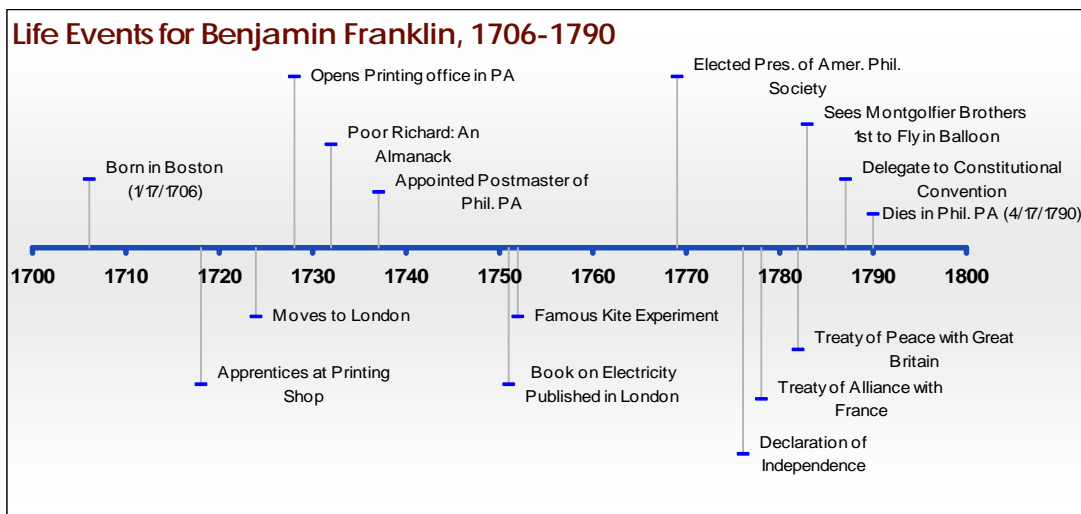 Life Events for Benjamin Franklin, 1706-1790
Opens Printing office in PA
Elected Pres. of Amer. Phil.
Society
Poor Richard: An
Almanack
Sees Montgolfier Brothers
1st to Fly in Balloon
Born in Boston
(1/17/1706)
Appointed Postmaster of
Phil. PA
Delegate to Constitutional
Convention
Dies in Phil. PA (4/17/1790)
1700 1710 1720 1730 1740 1750 1760 1770 1780 1790 1800
Moves to London
Famous Kite Experiment
Treaty of Peace with Great
Britain
Apprentices at Printing
Shop
Book on Electricity
Published in London
Treaty of Alliance with
France
Declaration of
Independence